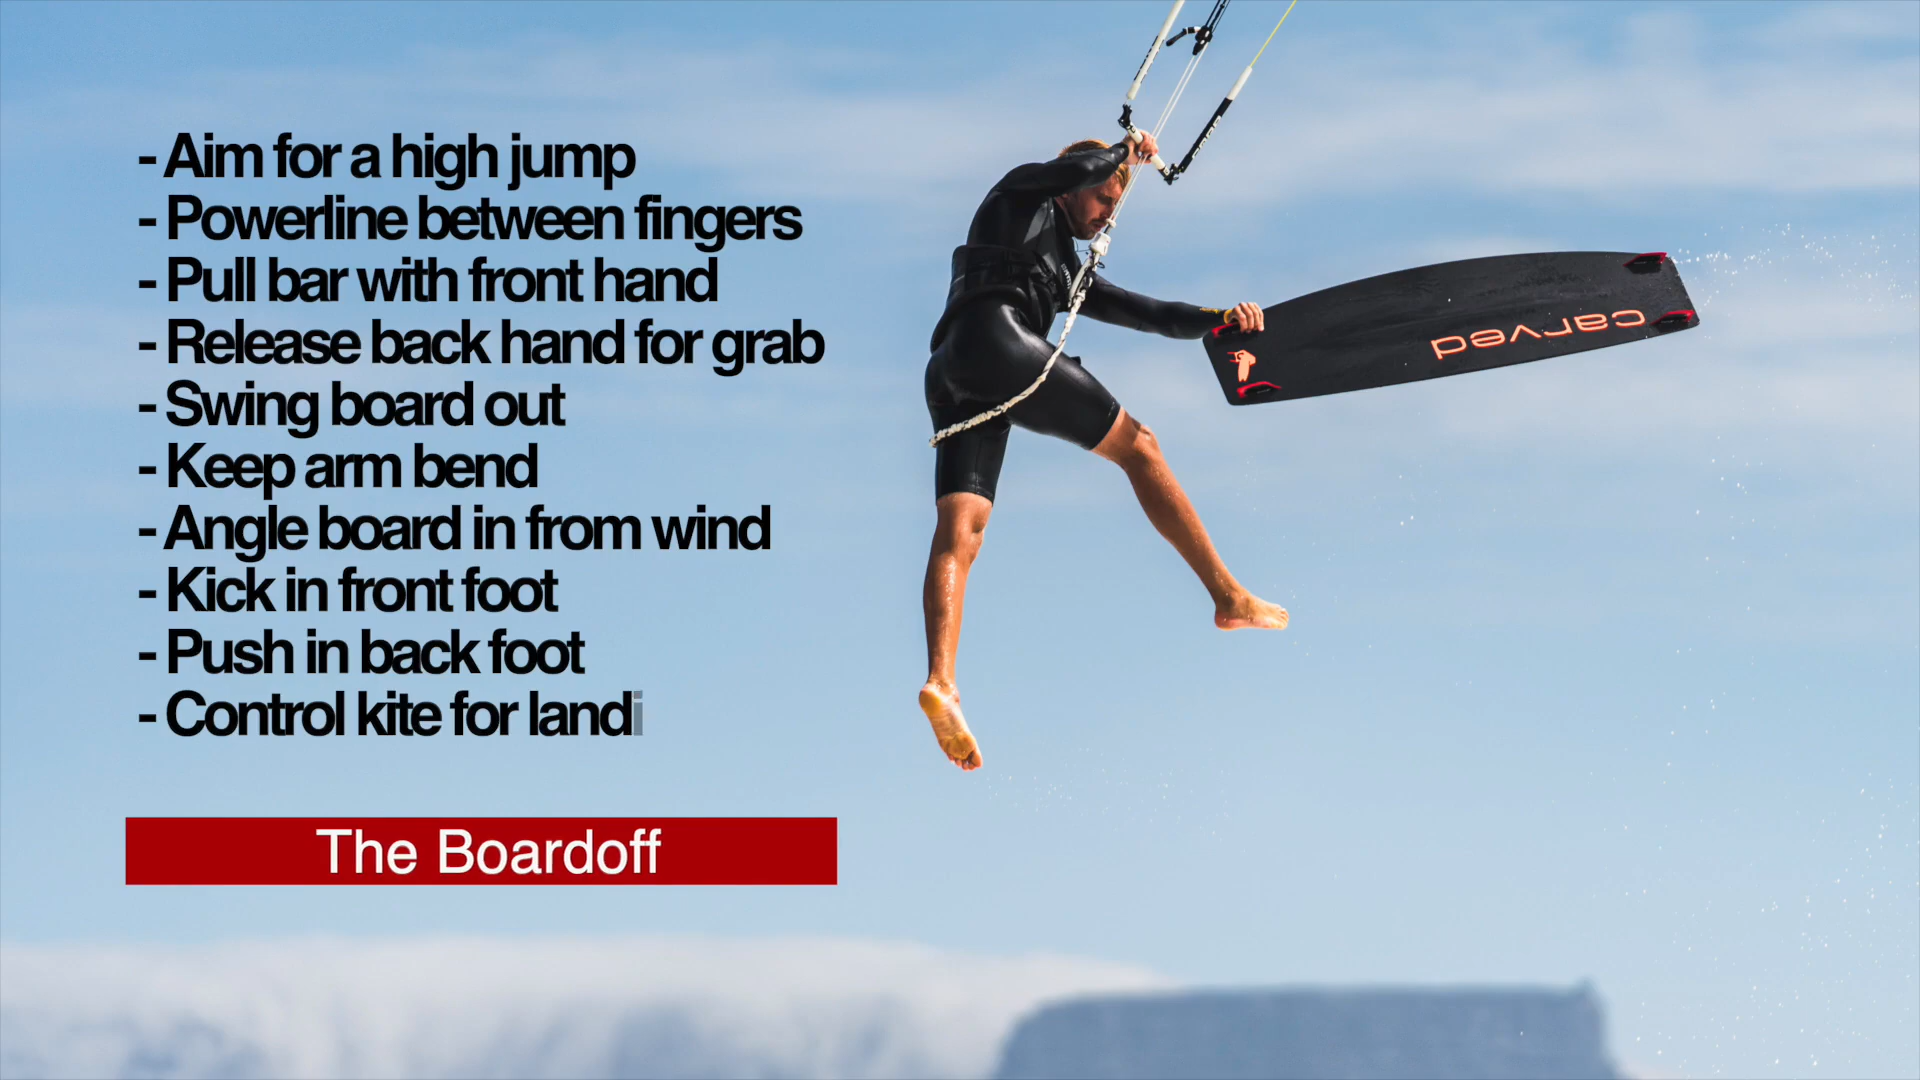 - Aim for a high jump
- Powerline between fingers
- Pull bar with front hand
- Release back hand for grab
- Swing board out
- Keep arm bend
- Angle board in from wind
- Kick in front foot
- Push in back foot
- Control kite for landi
The Boardoff
carved